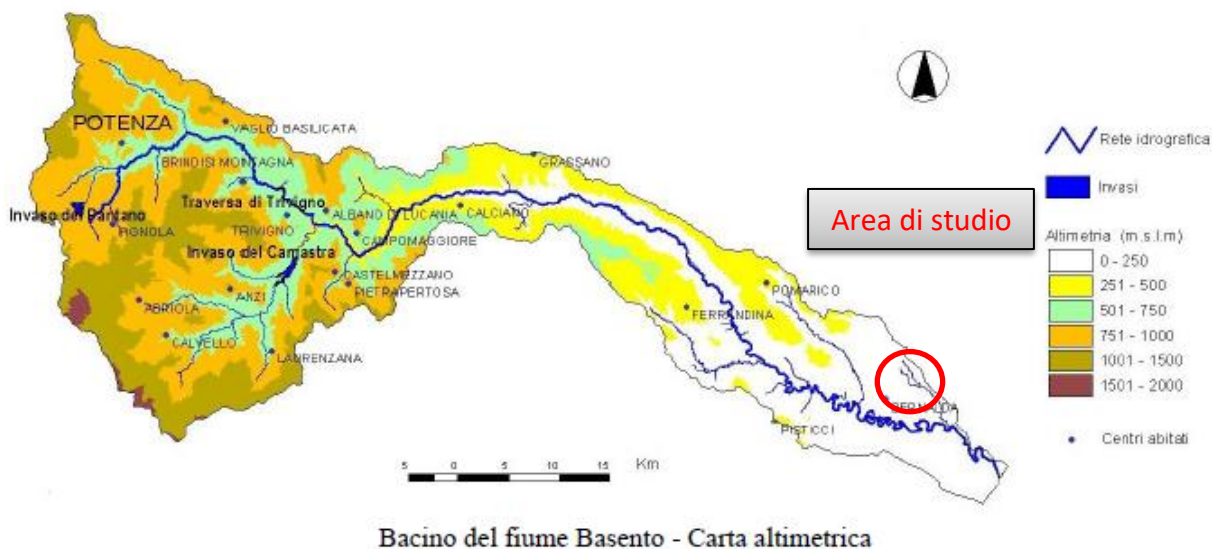 POTENZA
VAGLIO BASILICATA
BRINDISI MONTAGNA
GRASSANO
Traversa di Trivigno
Invaso del Pantano
PIGNOLA
TRIVIGNO
ALBANO DI LUCANIA
CALCIANO
CAMPOMAGGIORE
Invaso del Camastra
CASTELMEZZANO
PIETRAPERTOSA
ANZI
ABRIOLA
CALVELLO
LAURENZANA
POMARICO
FERRANDINA
BERNALDA
PISTICCI
Area di studio
Rete idrografica
Invasi
Altimetria (m.s.l.m)
0 - 250
251 - 500
501 - 750
751 - 1000
1001 - 1500
1501 - 2000
Centri abitati
5 0 5 10 15 Km
Bacino del fiume Basento - Carta altimetrica